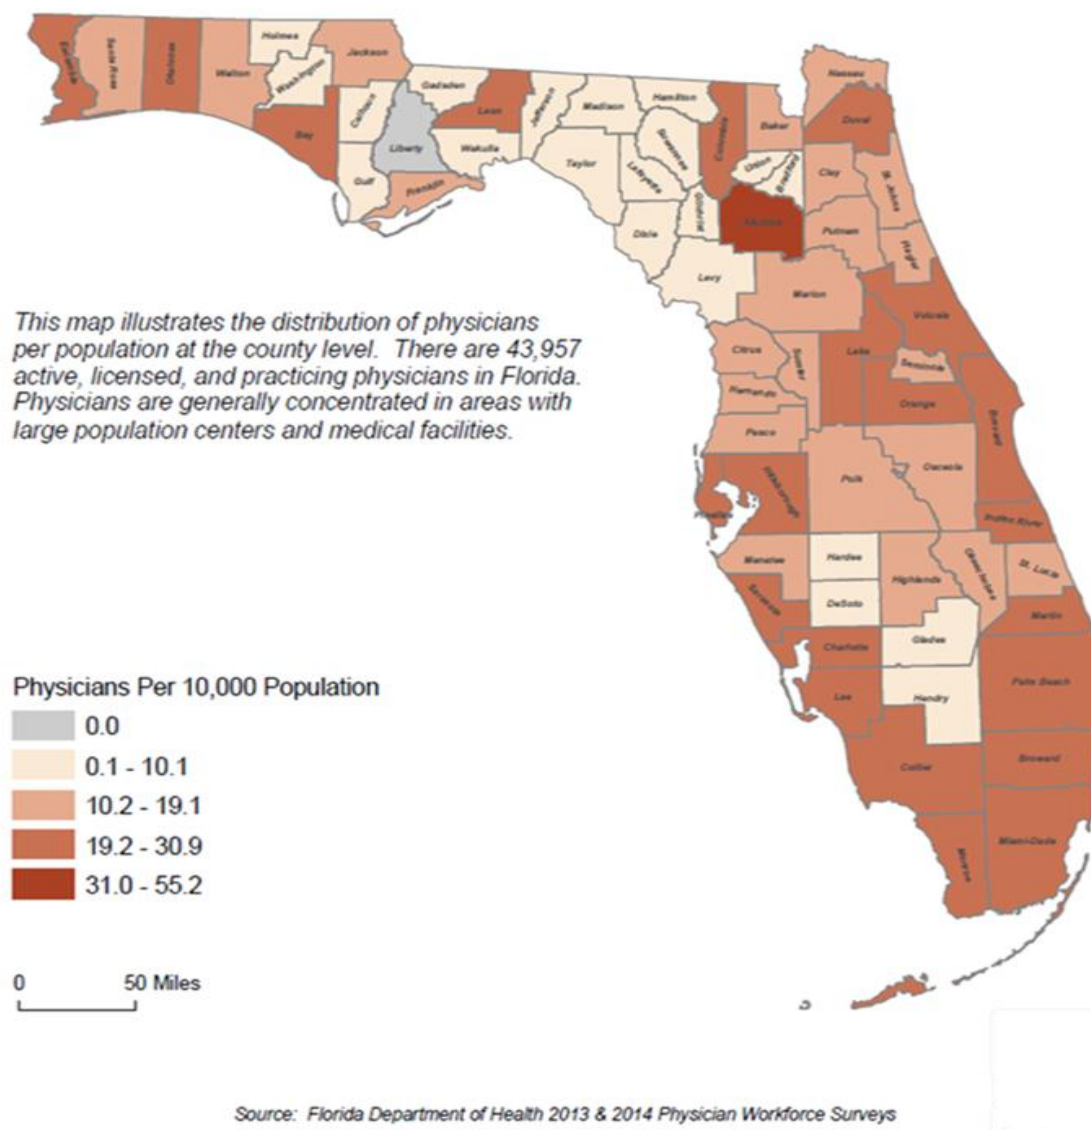 Holmes
Jackson
Escambia
Santa Rosa
Okaloosa
Walton
Washington
Gadsden
Calhoun
Leon
Jefferson
Madison
Hamilton
Nassau
Duval
Baker
Columbia
Bay
Liberty
Wakulla
Taylor
Suwannee
Lafayette
Union
Bradford
Clay
St. Johns
Gulf
Franklin
Gilchrist
Alachua
Putnam
Flagler
Dixie
Levy
Marion
Volusia
This map illustrates the distribution of physicians
per population at the county level.  There are 43,957
active, licensed, and practicing physicians in Florida.
Physicians are generally concentrated in areas with
large population centers and medical facilities.
Citrus
Sumter
Lake
Seminole
Hernando
Orange
Brevard
Pasco
Polk
Osceola
Hillsborough
Pinellas
Indian River
Manatee
Hardee
Highlands
Okeechobee
St. Lucie
Sarasota
DeSoto
Martin
Charlotte
Glades
Lee
Hendry
Palm Beach
Collier
Broward
Monroe
Miami-Dade
Physicians Per 10,000 Population
0.0
0.1 - 10.1
10.2 - 19.1
19.2 - 30.9
31.0 - 55.2
0 50 Miles
Source:  Florida Department of Health 2013 & 2014 Physician Workforce Surveys